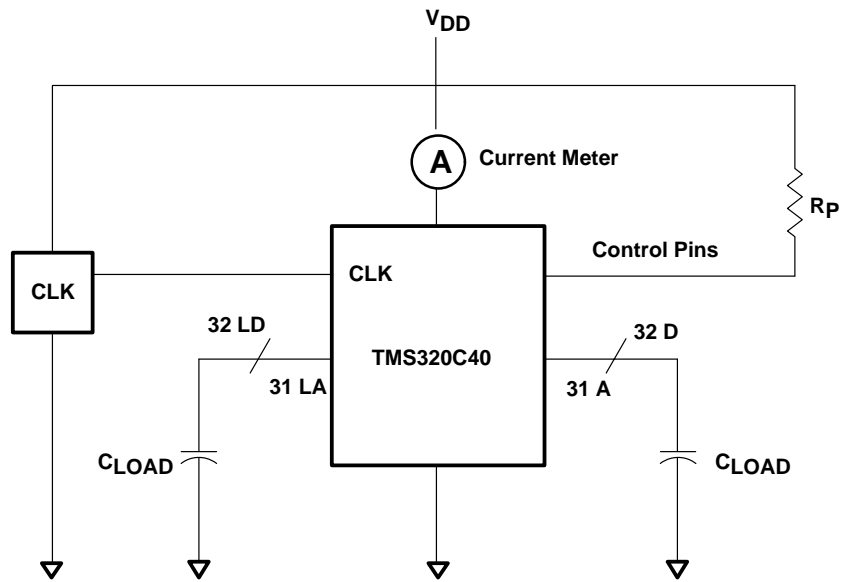 VDD
A
Current Meter
RP
Control Pins
CLK
CLK
32 LD
32 D
TMS320C40
31 LA
31 A
CLOAD
CLOAD